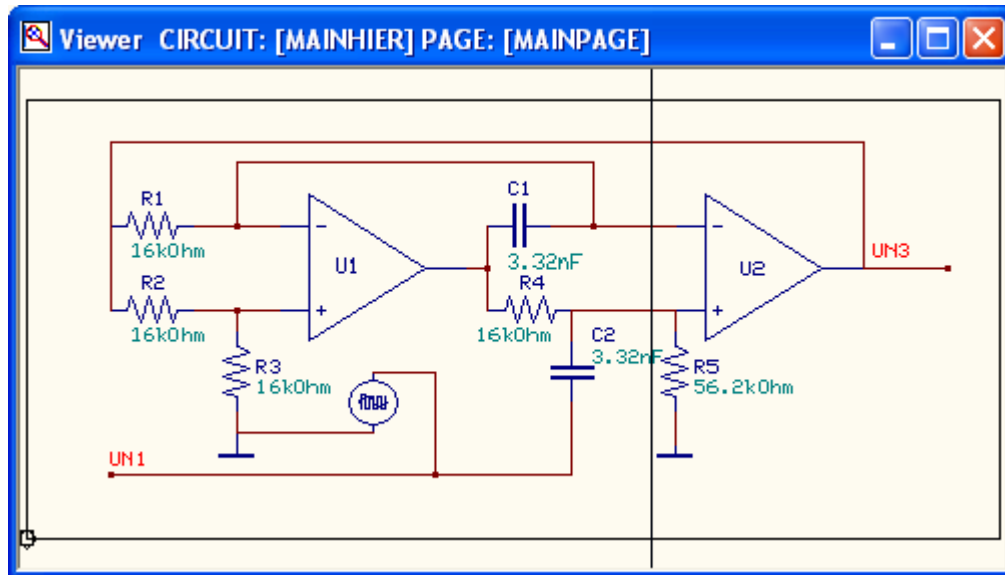 Viewer CIRCUIT: [MAINHIER] PAGE: [MAINPAGE]
R1
16kOhm
R2
16kOhm
R3
16kOhm
U1
C1
3.32nF
R4
16kOhm
C2
3.32nF
U2
UN3
R5
56.2kOhm
UN1